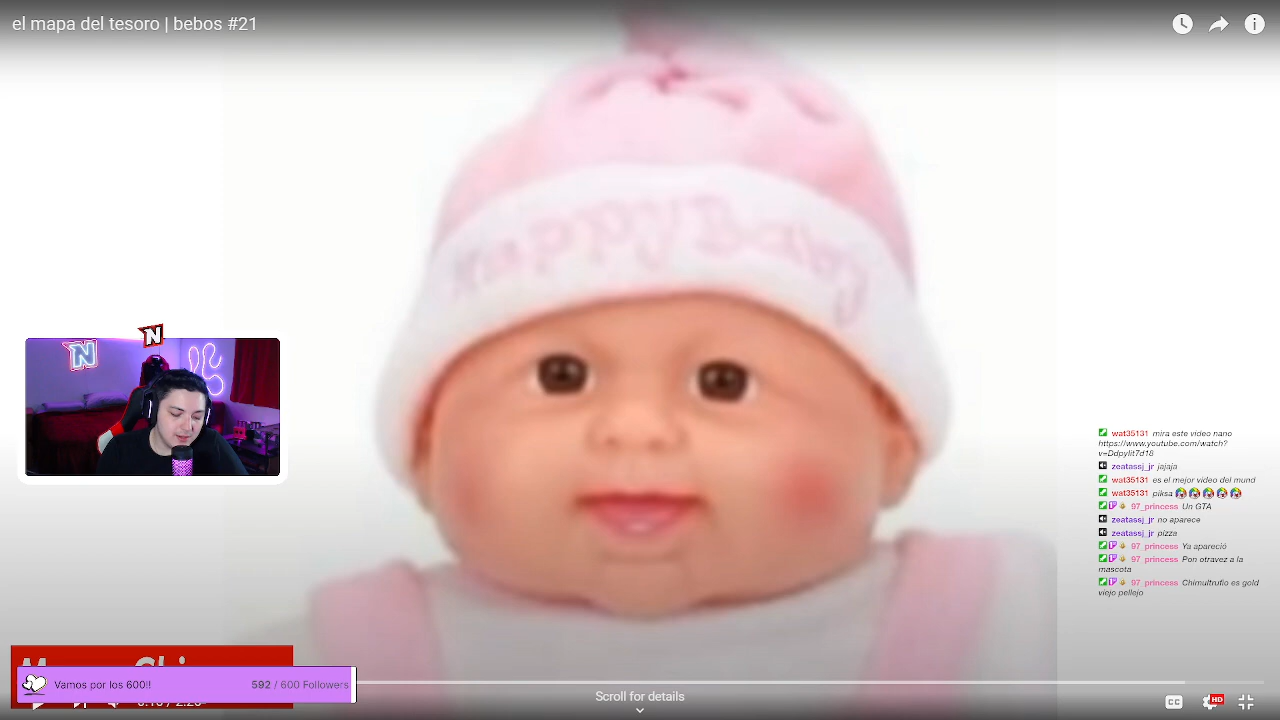 el mapa del tesoro | bebos #21
Happy Baby
N
N
wat35131 mira este video nano
https://www.youtube.com/watch?
v=Ddpylit7d18
zeatassj_jr jajaja
wat35131 es el mejor video del mund
wat35131 piksa
97_princess Un GTA
zeatassj_jr no aparece
zeatassj_jr pizza
97_princess Ya apareció
97_princess Pon otravez a la
mascota
97_princess Chimultrufio es gold
viejo pellejo
Vamos por los 600!!
592 / 600 Followers
Scroll for details
CC
HD